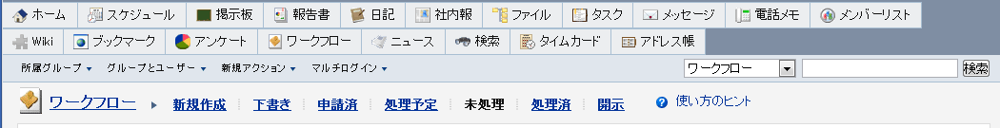 ホーム スケジュール 掲示板 報告書 日記 社内報 ファイル タスク メッセージ 電話メモ メンバーリスト
Wiki ブックマーク アンケート ワークフロー ニュース 検索 タイムカード アドレス帳
所属グループ グループとユーザー 新規アクション マルチログイン ワークフロー 検索
ワークフロー 新規作成 下書き 申請済 処理予定 未処理 処理済 開示 使い方のヒント